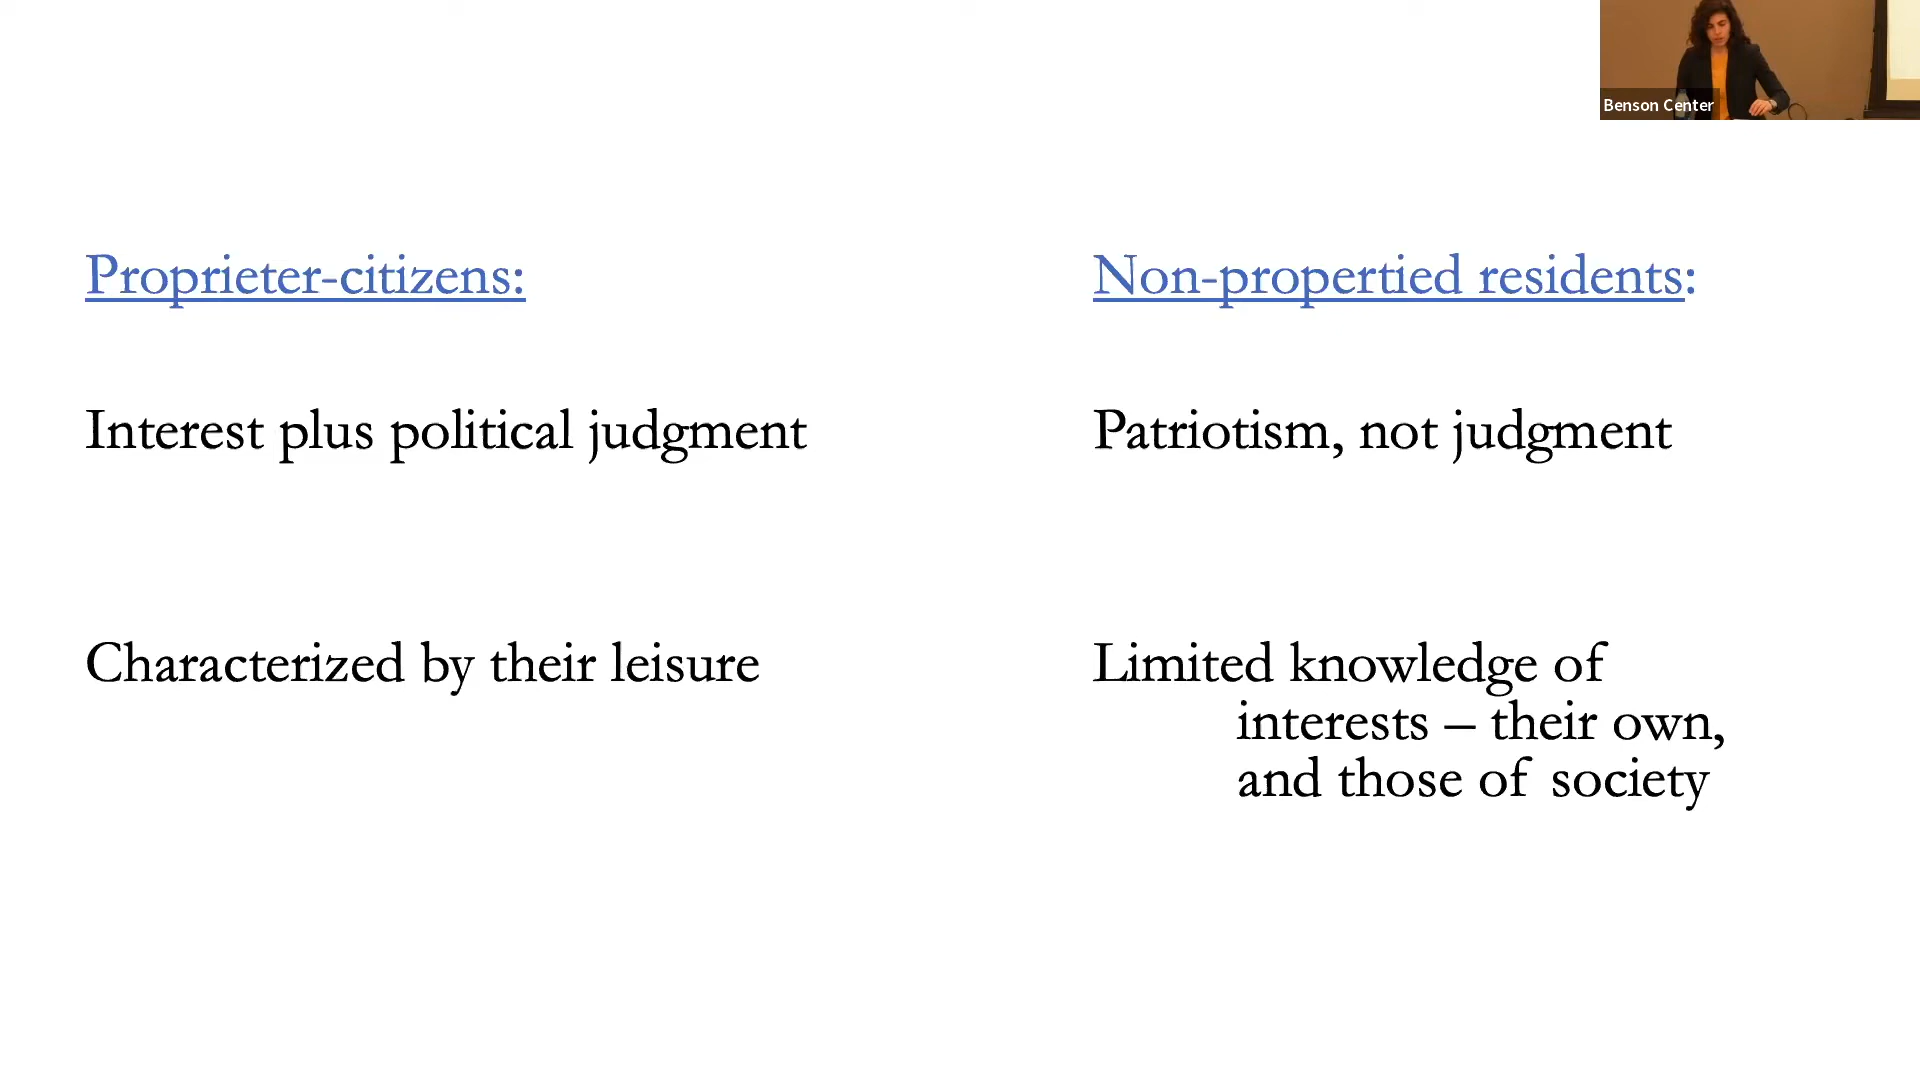 Benson Center
Proprieter-citizens:
Interest plus political judgment
Characterized by their leisure
Non-propertied residents:
Patriotism, not judgment
Limited knowledge of
interests – their own,
and those of society